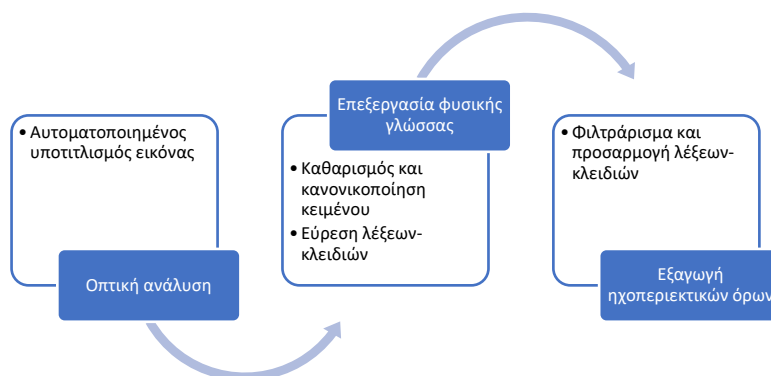 • Αυτοματοποιημένος
υποτιτλισμός εικόνας
Οπτική ανάλυση
Επεξεργασία φυσικής
γλώσσας
• Καθαρισμός και
κανονικοποίηση
κειμένου
• Εύρεση λέξεων-
κλειδιών
• Φιλτράρισμα και
προσαρμογή λέξεων-
κλειδιών
Εξαγωγή
ηχοπεριεκτικών όρων